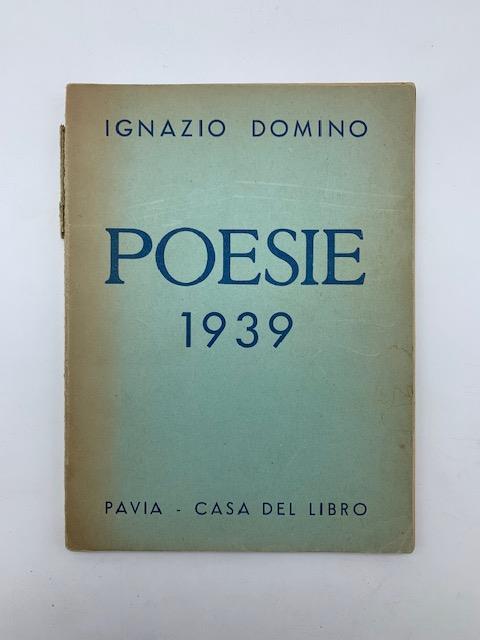 IGNAZIO DOMINO
POESIE
1939
PAVIA - CASA DEL LIBRO